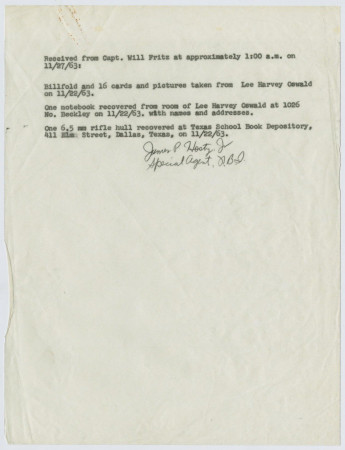 Received from Capt. Will Fritz at approximately 1:00 a.m. on
11/27/63:
Billfold and 16 cards and pictures taken from Lee Harvey Oswald
on 11/22/63.
One notebook recovered from room of Lee Harvey Oswald at 1026
No. Beckley on 11/22/63, with names and addresses.
One 6.5 mm rifle hull recovered at Texas School Book Depository,
411 Elm Street, Dallas, Texas, on 11/22/63.
James P. Hosty Jr
Special Agent, FBI